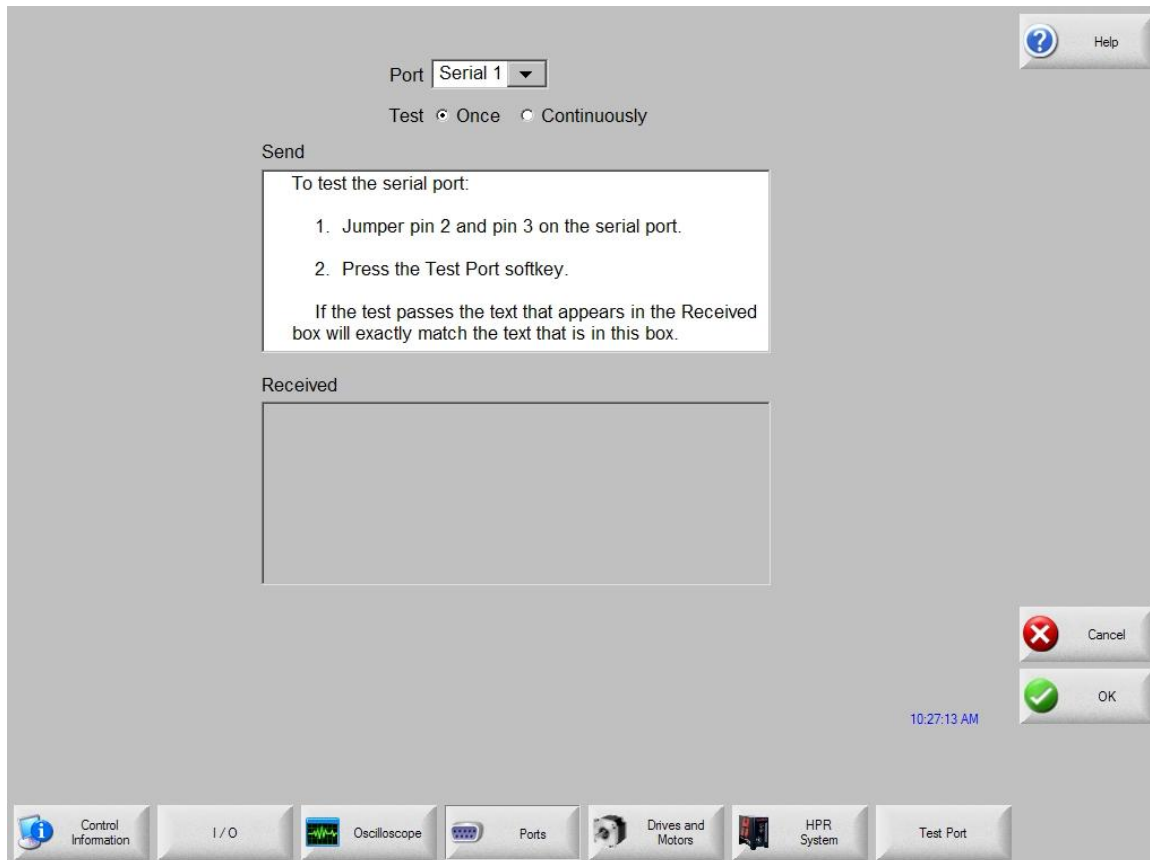 Help
Port Serial 1
Test Once Continuously
Send
To test the serial port:
1. Jumper pin 2 and pin 3 on the serial port.
2. Press the Test Port softkey.
If the test passes the text that appears in the Received
box will exactly match the text that is in this box.
Received
Cancel
OK
10:27:13 AM
Control
Information
I / O
Oscilloscope
Ports
Drives and
Motors
HPR
System
Test Port